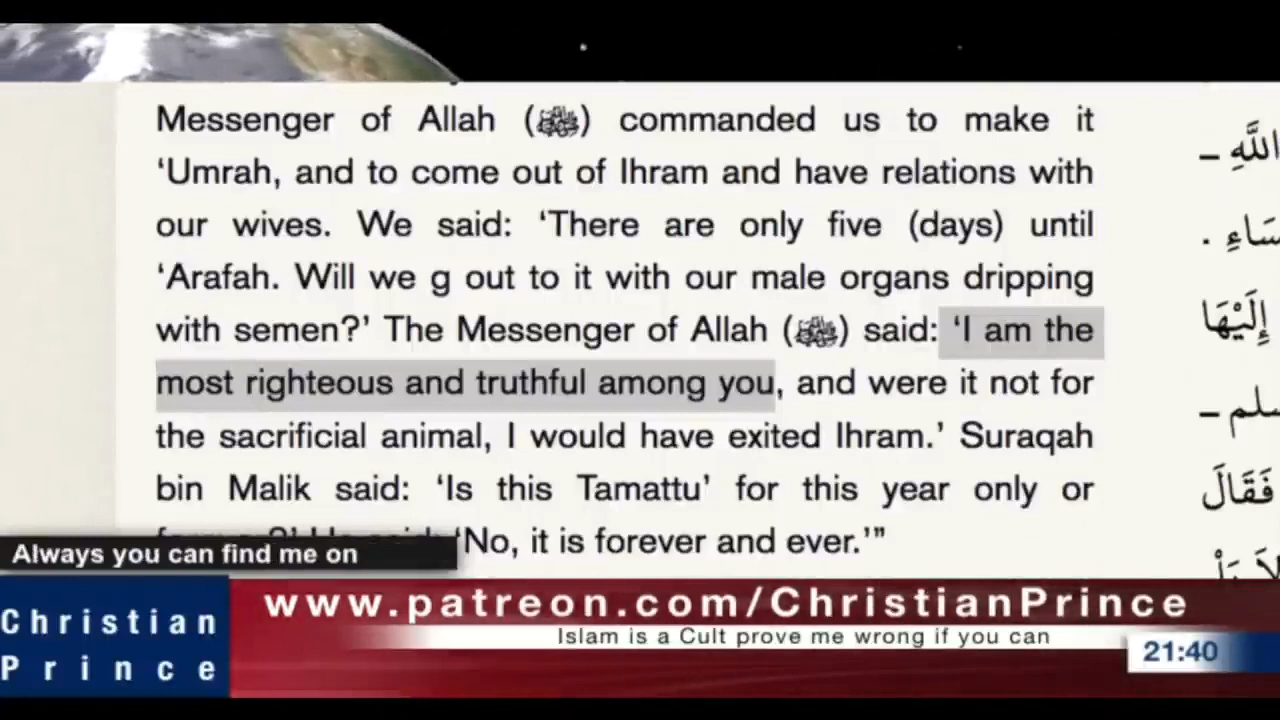 Messenger of Allah (ﷺ) commanded us to make it
‘Umrah, and to come out of Ihram and have relations with
our wives. We said: ‘There are only five (days) until
‘Arafah. Will we g out to it with our male organs dripping
with semen?’ The Messenger of Allah (ﷺ) said: ‘I am the
most righteous and truthful among you, and were it not for
the sacrificial animal, I would have exited Ihram.’ Suraqah
bin Malik said: ‘Is this Tamattu’ for this year only or
‘No, it is forever and ever.’”
اللَّهِ –
إِلَيْهَا
سلم –
فَقَالَ
Always you can find me on
Christian
Prince
www.patreon.com/ChristianPrince
Islam is a Cult prove me wrong if you can
21:40